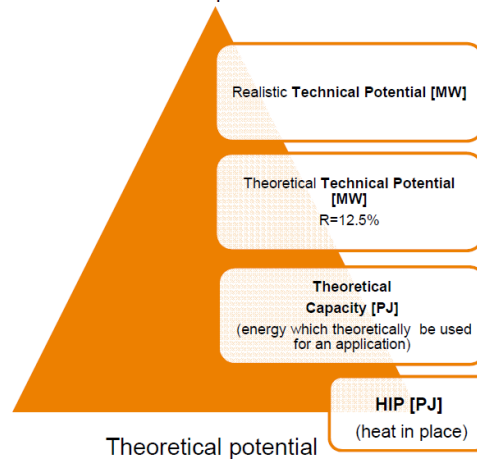 Realistic Technical Potential [MW]
Theoretical Technical Potential
[MW]
R=12.5%
Theoretical
Capacity [PJ]
(energy which theoretically be used
for an application)
HIP [PJ]
(heat in place)
Theoretical potential